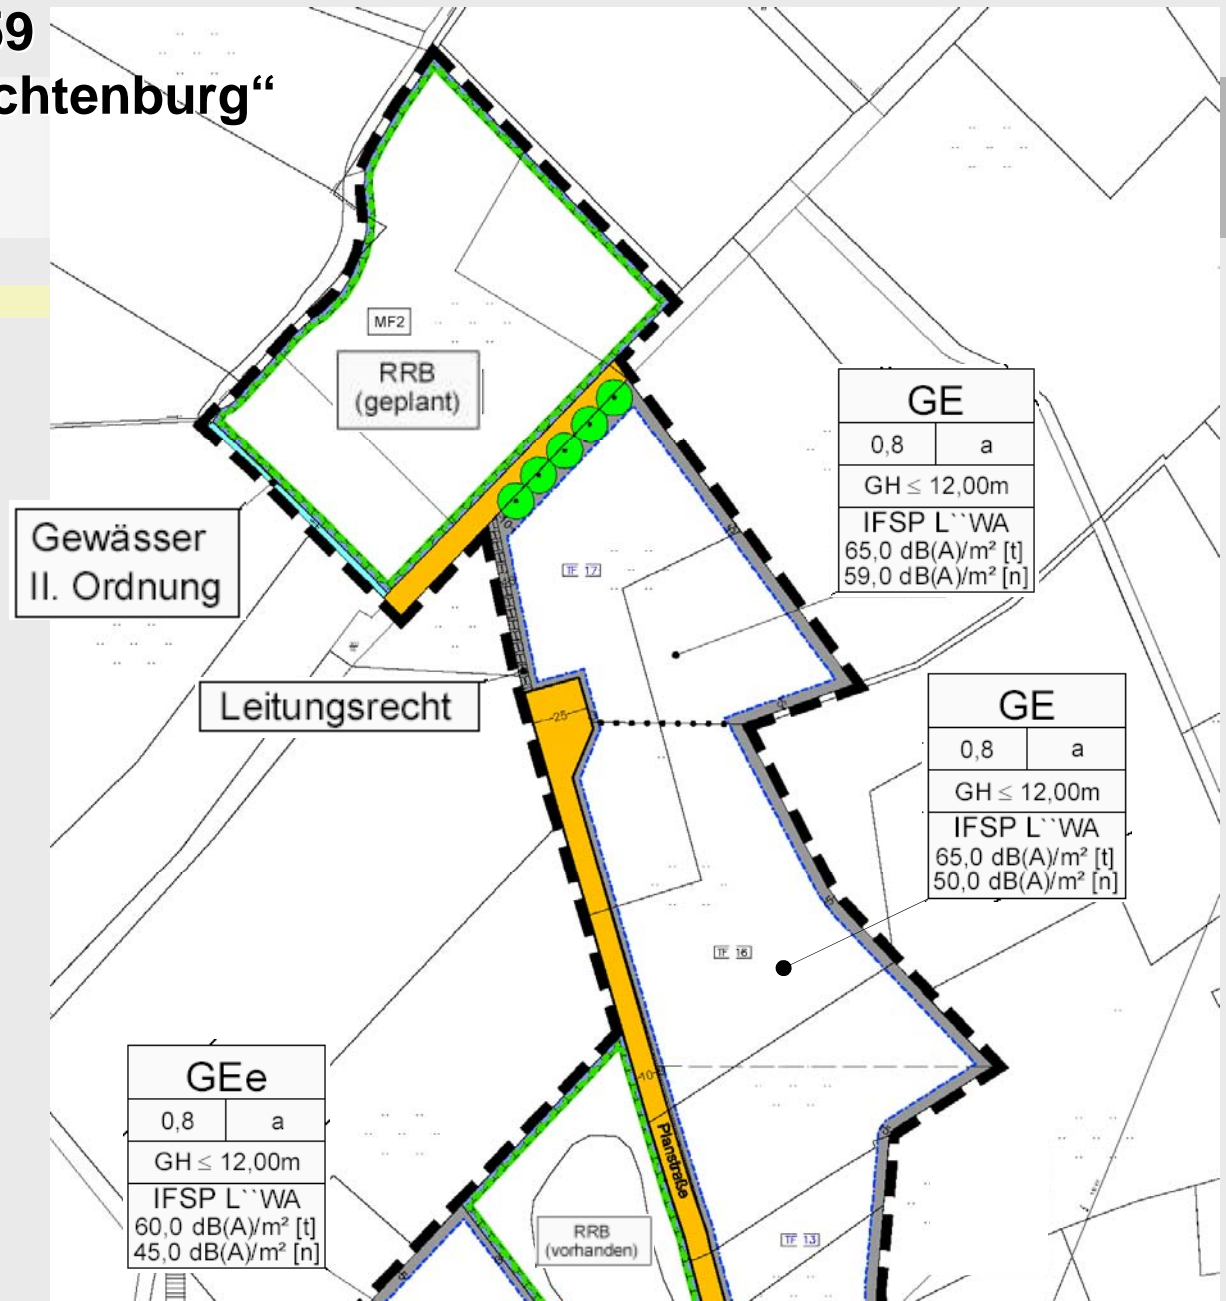 59
chtenburg“
MF2
RRB
(geplant)
GE
0,8 a
GH ≤ 12,00m
IFSP L``WA
65,0 dB(A)/m² [t]
59,0 dB(A)/m² [n]
Gewässer
II. Ordnung
TF 17
Leitungsrecht
25
GE
0,8 a
GH ≤ 12,00m
IFSP L``WA
65,0 dB(A)/m² [t]
50,0 dB(A)/m² [n]
TF 16
GEe
0,8 a
GH ≤ 12,00m
IFSP L``WA
60,0 dB(A)/m² [t]
45,0 dB(A)/m² [n]
10
Planstraße
RRB
(vorhanden)
TF 13